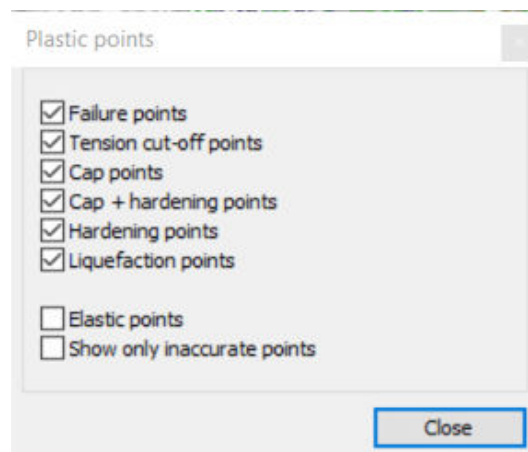 Plastic points
Failure points
Tension cut-off points
Cap points
Cap + hardening points
Hardening points
Liquefaction points
Elastic points
Show only inaccurate points
Close